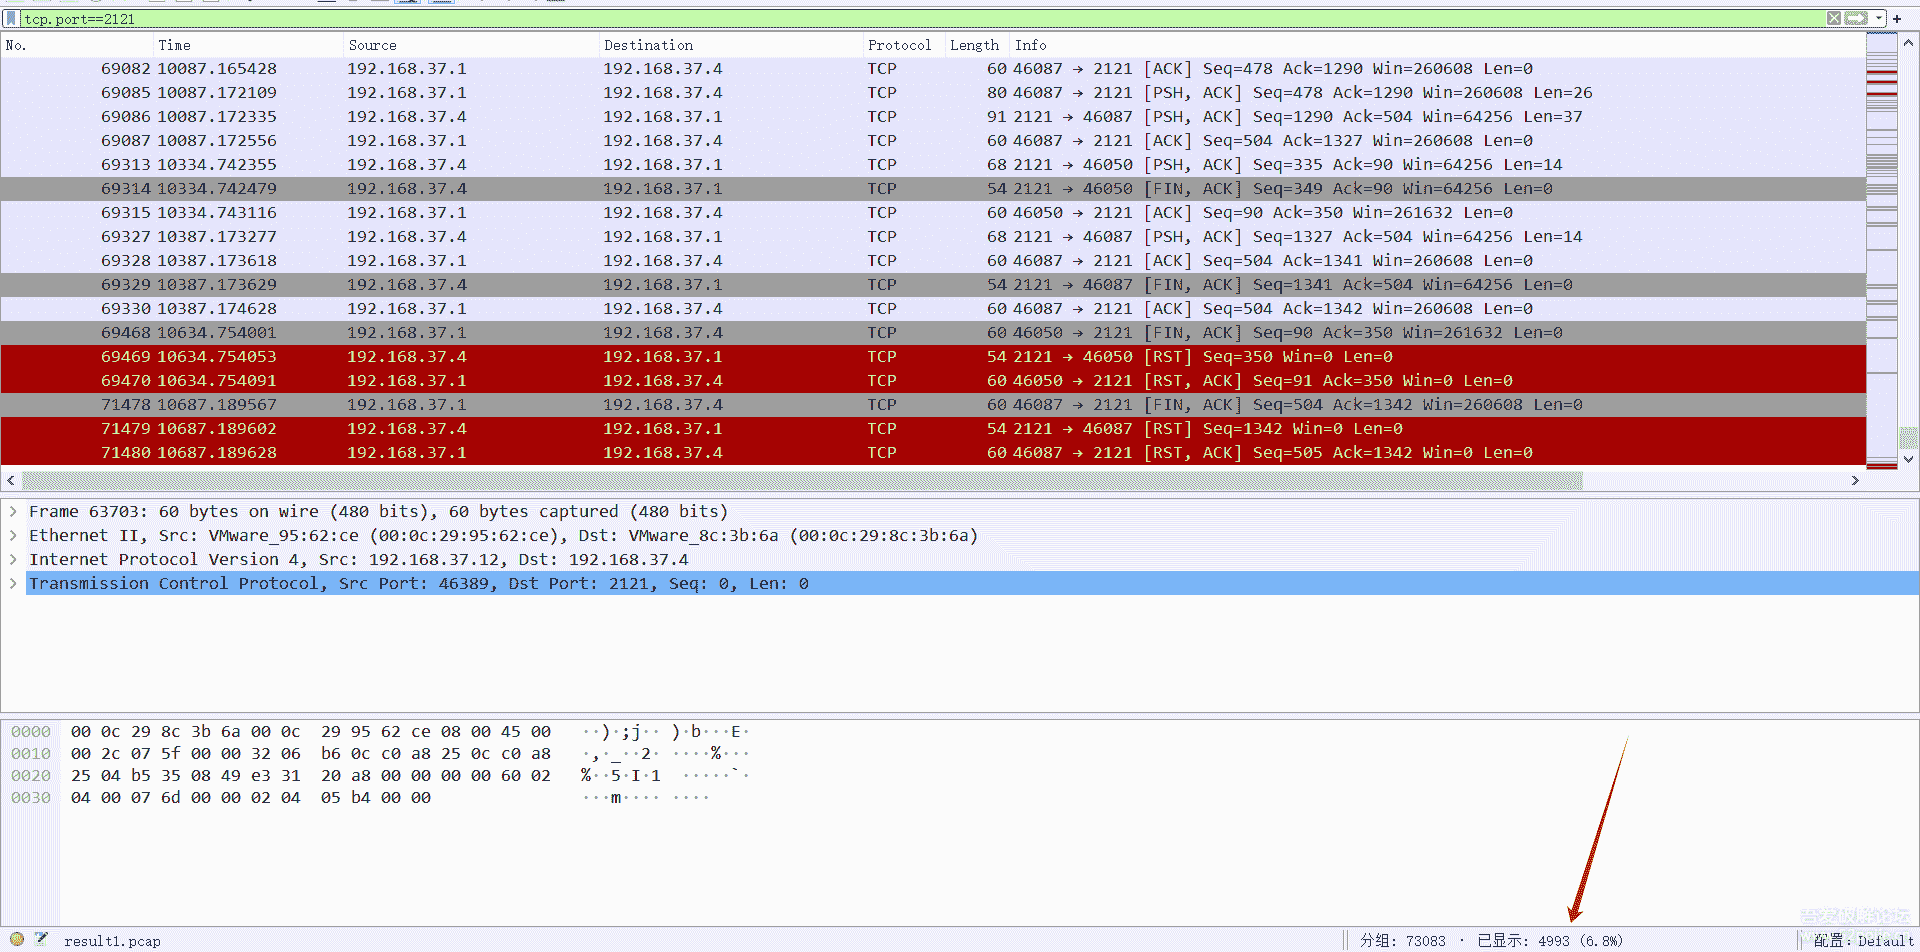 tcp.port==2121
No. Time Source Destination Protocol Length Info
69082 10087.165428 192.168.37.1 192.168.37.4 TCP 60 46087 → 2121 [ACK] Seq=478 Ack=1290 Win=260608 Len=0
69085 10087.172109 192.168.37.1 192.168.37.4 TCP 80 46087 → 2121 [PSH, ACK] Seq=478 Ack=1290 Win=260608 Len=26
69086 10087.172335 192.168.37.4 192.168.37.1 TCP 91 2121 → 46087 [PSH, ACK] Seq=1290 Ack=504 Win=64256 Len=37
69087 10087.172556 192.168.37.1 192.168.37.4 TCP 60 46087 → 2121 [ACK] Seq=504 Ack=1327 Win=260608 Len=0
69313 10334.742355 192.168.37.4 192.168.37.1 TCP 68 2121 → 46050 [PSH, ACK] Seq=335 Ack=90 Win=64256 Len=14
69314 10334.742479 192.168.37.4 192.168.37.1 TCP 54 2121 → 46050 [FIN, ACK] Seq=349 Ack=90 Win=64256 Len=0
69315 10334.743116 192.168.37.1 192.168.37.4 TCP 60 46050 → 2121 [ACK] Seq=90 Ack=350 Win=261632 Len=0
69327 10387.173277 192.168.37.4 192.168.37.1 TCP 68 2121 → 46087 [PSH, ACK] Seq=1327 Ack=504 Win=64256 Len=14
69328 10387.173618 192.168.37.1 192.168.37.4 TCP 60 46087 → 2121 [ACK] Seq=504 Ack=1341 Win=260608 Len=0
69329 10387.173629 192.168.37.4 192.168.37.1 TCP 54 2121 → 46087 [FIN, ACK] Seq=1341 Ack=504 Win=64256 Len=0
69330 10387.174628 192.168.37.1 192.168.37.4 TCP 60 46087 → 2121 [ACK] Seq=504 Ack=1342 Win=260608 Len=0
69468 10634.754001 192.168.37.1 192.168.37.4 TCP 60 46050 → 2121 [FIN, ACK] Seq=90 Ack=350 Win=261632 Len=0
69469 10634.754053 192.168.37.4 192.168.37.1 TCP 54 2121 → 46050 [RST] Seq=350 Win=0 Len=0
69470 10634.754091 192.168.37.1 192.168.37.4 TCP 60 46050 → 2121 [RST, ACK] Seq=91 Ack=350 Win=0 Len=0
71478 10687.189567 192.168.37.1 192.168.37.4 TCP 60 46087 → 2121 [FIN, ACK] Seq=504 Ack=1342 Win=260608 Len=0
71479 10687.189602 192.168.37.4 192.168.37.1 TCP 54 2121 → 46087 [RST] Seq=1342 Win=0 Len=0
71480 10687.189628 192.168.37.1 192.168.37.4 TCP 60 46087 → 2121 [RST, ACK] Seq=505 Ack=1342 Win=0 Len=0
Frame 63703: 60 bytes on wire (480 bits), 60 bytes captured (480 bits)
Ethernet II, Src: VMware_95:62:ce (00:0c:29:95:62:ce), Dst: VMware_8c:3b:6a (00:0c:29:8c:3b:6a)
Internet Protocol Version 4, Src: 192.168.37.12, Dst: 192.168.37.4
Transmission Control Protocol, Src Port: 46389, Dst Port: 2121, Seq: 0, Len: 0
0000 00 0c 29 8c 3b 6a 00 0c 29 95 62 ce 08 00 45 00 ··)·;j·· )·b···E·
0010 00 2c 07 5f 00 00 32 06 b6 0c c0 a8 25 0c c0 a8 ·,·_··2· ····%···
0020 25 04 b5 35 08 49 e3 31 20 a8 00 00 00 00 60 02 %··5·I·1 ·····`·
0030 04 00 07 6d 00 00 02 04 05 b4 00 00 ···m···· ····
result1.pcap 分组: 73083 · 已显示: 4993 (6.8%) 配置: Default